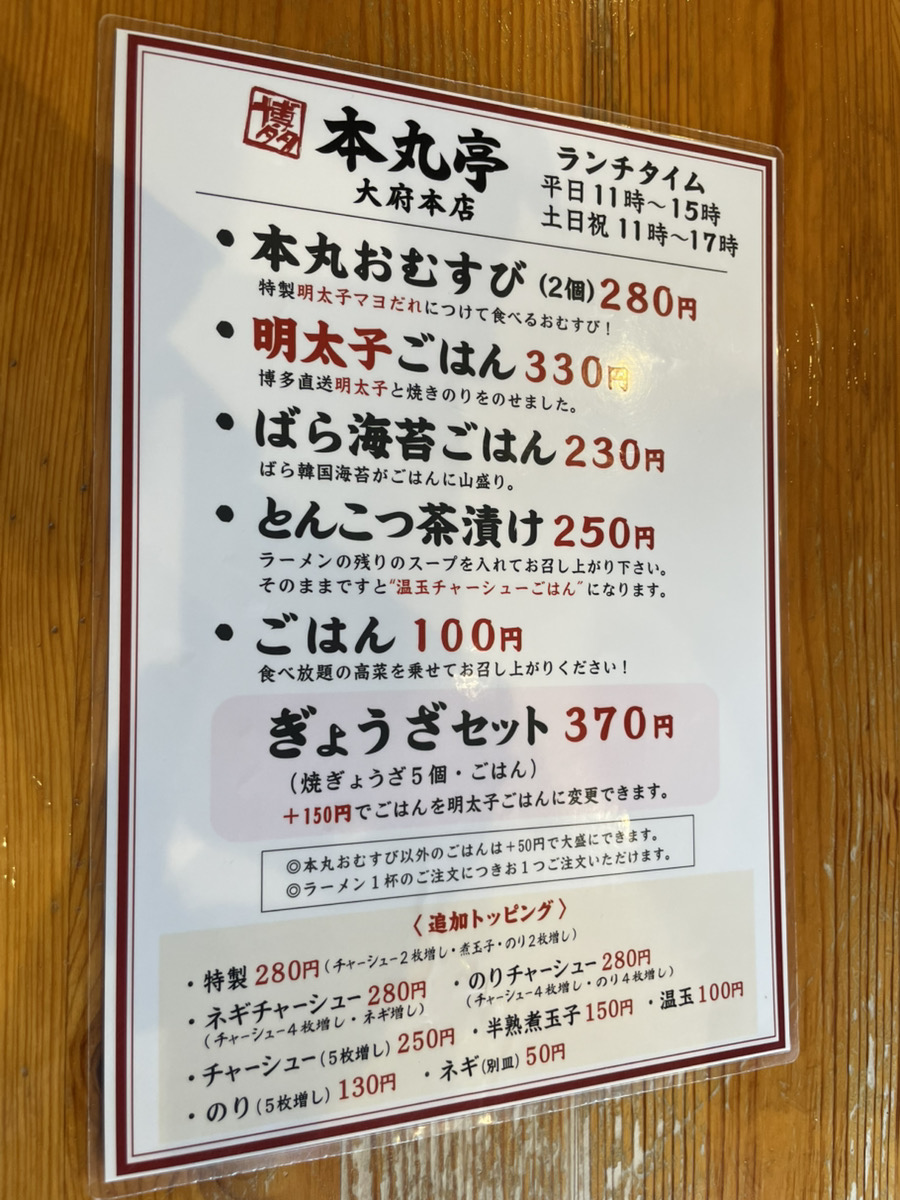 博多
本丸亭
大府本店
ランチタイム
平日11時～15時
土日祝 11時～17時
・本丸おむすび(2個)280円
特製明太子マヨだれにつけて食べるおむすび！
・明太子ごはん 330円
博多直送明太子と焼きのりをのせました。
・ばら海苔ごはん 230円
ばら韓国海苔がごはんに山盛り。
・とんこつ茶漬け 250円
ラーメンの残りのスープを入れてお召し上がり下さい。
そのままですと“温玉チャーシューごはん”になります。
・ごはん 100円
食べ放題の高菜を乗せてお召し上がりください！
ぎょうざセット 370円
（焼ぎょうざ5個・ごはん）
＋150円でごはんを明太子ごはんに変更できます。
◎本丸おむすび以外のごはんは＋50円で大盛にできます。
◎ラーメン1杯のご注文につきお1つご注文いただけます。
〈追加トッピング〉
・特製 280円（チャーシュー2枚増し・煮玉子・のり2枚増し）
・ネギチャーシュー 280円
（チャーシュー4枚増し・ネギ増し）
・のりチャーシュー 280円
（チャーシュー4枚増し・のり4枚増し）
・チャーシュー(5枚増し) 250円
・半熟煮玉子 150円
・温玉 100円
・のり(5枚増し) 130円
・ネギ(別皿) 50円